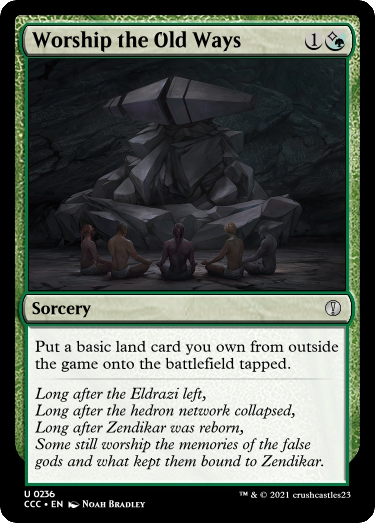 Worship the Old Ways 1
Sorcery
Put a basic land card you own from outside
the game onto the battlefield tapped.
Long after the Eldrazi left,
Long after the hedron network collapsed,
Long after Zendikar was reborn,
Some still worship the memories of the false
gods and what kept them bound to Zendikar.
U 0236
CCC • EN Noah Bradley
™ & © 2021 crushcastles23